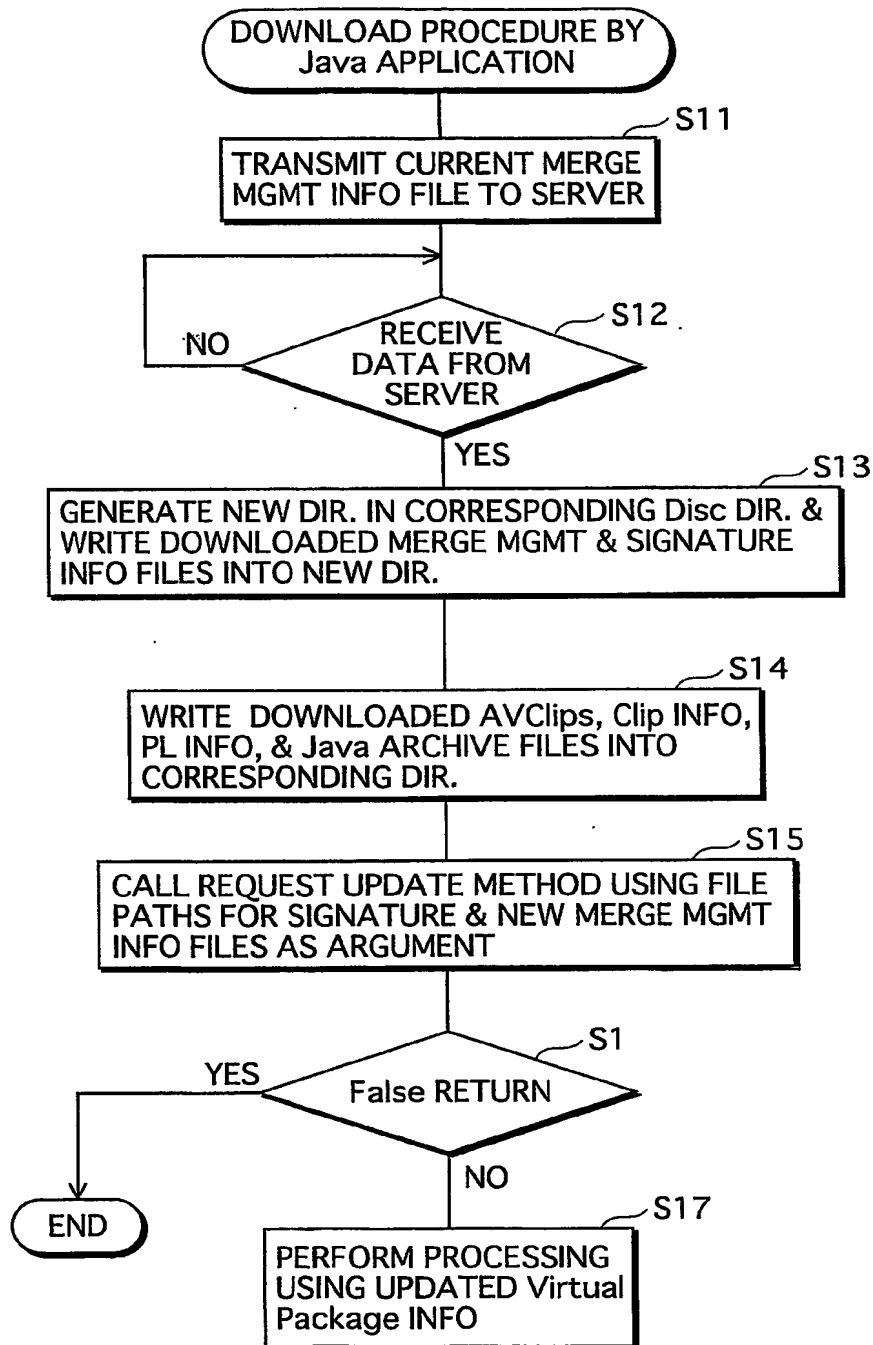 DOWNLOAD PROCEDURE BY
Java APPLICATION
S11
TRANSMIT CURRENT MERGE
MGMT INFO FILE TO SERVER
S12
NO
RECEIVE
DATA FROM
SERVER
YES
S13
GENERATE NEW DIR. IN CORRESPONDING Disc DIR. &
WRITE DOWNLOADED MERGE MGMT & SIGNATURE
INFO FILES INTO NEW DIR.
S14
WRITE DOWNLOADED AVClips, Clip INFO,
PL INFO, & Java ARCHIVE FILES INTO
CORRESPONDING DIR.
S15
CALL REQUEST UPDATE METHOD USING FILE
PATHS FOR SIGNATURE & NEW MERGE MGMT
INFO FILES AS ARGUMENT
S1
YES
False RETURN
NO
END
S17
PERFORM PROCESSING
USING UPDATED Virtual
Package INFO